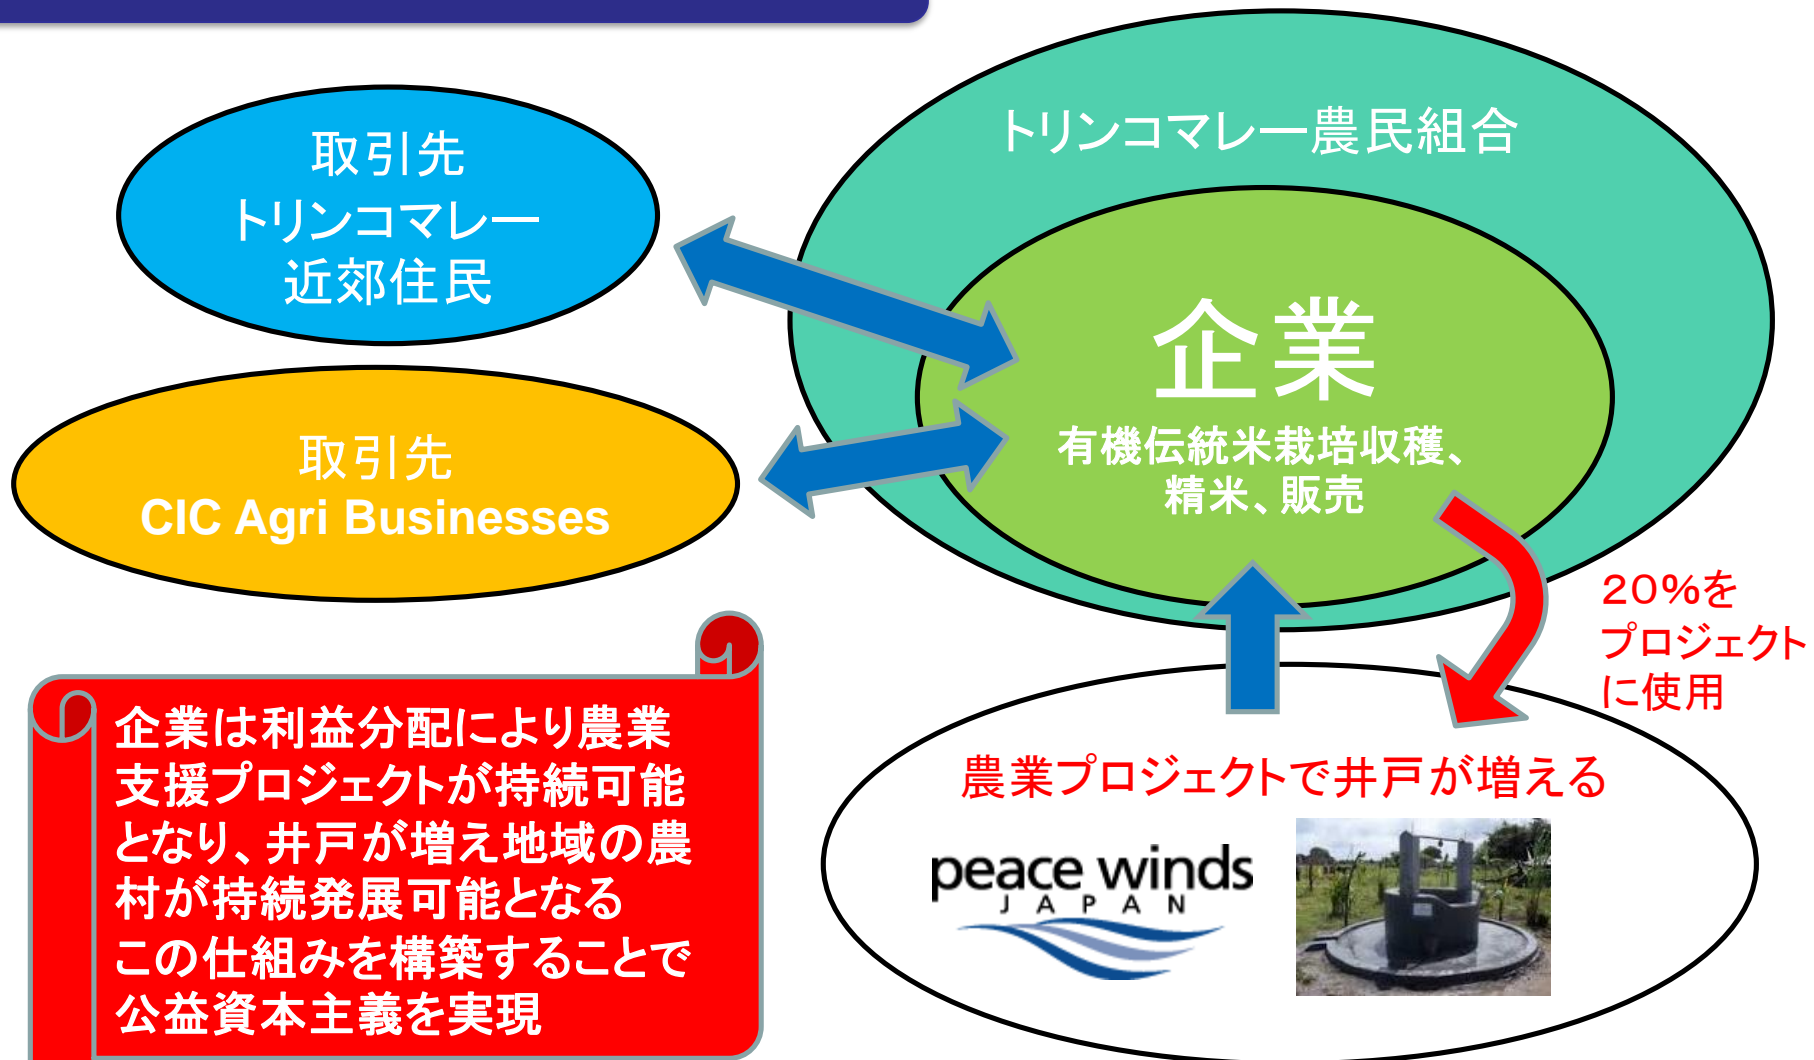 取引先
トリンコマレー
近郊住民
トリンコマレー農民組合
企業
有機伝統米栽培収穫、
精米、販売
取引先
CIC Agri Businesses
20%を
プロジェクト
に使用
企業は利益分配により農業
支援プロジェクトが持続可能
となり、井戸が増え地域の農
村が持続発展可能となる
この仕組みを構築することで
公益資本主義を実現
農業プロジェクトで井戸が増える
peace winds
JAPAN